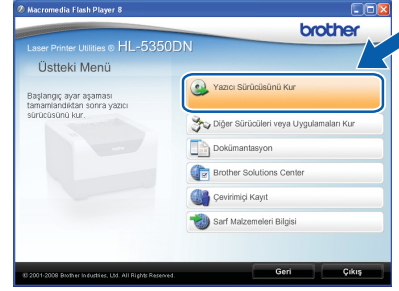 Macromedia Flash Player 8
brother
Laser Printer Utilities ® HL-5350DN
Üstteki Menü
Başlangıç ayar aşaması
tamamlandıktan sonra yazıcı
sürücüsünü kur.
Yazıcı Sürücüsünü Kur
Diğer Sürücüleri veya Uygulamaları Kur
Dokümantasyon
Brother Solutions Center
Çevirimiçi Kayıt
Sarf Malzemeleri Bilgisi
© 2001-2008 Brother Industries, Ltd. All Rights Reserved.
Geri
Çıkış